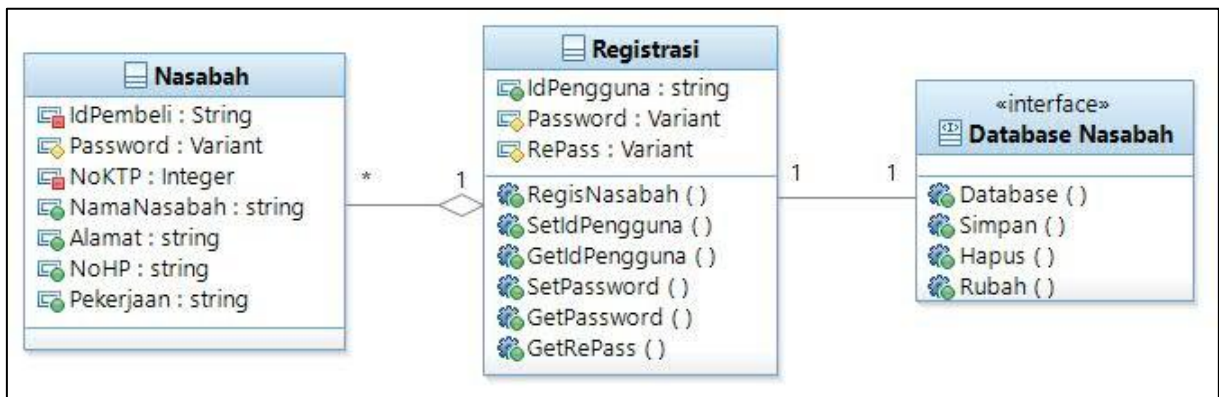 Nasabah
IdPembeli : String
Password : Variant
NoKTP : Integer
NamaNasabah : string
Alamat : string
NoHP : string
Pekerjaan : string
*
1
Registrasi
IdPengguna : string
Password : Variant
RePass : Variant
RegisNasabah ( )
SetIdPengguna ( )
GetIdPengguna ( )
SetPassword ( )
GetPassword ( )
GetRePass ( )
1
1
«interface»
Database Nasabah
Database ( )
Simpan ( )
Hapus ( )
Rubah ( )